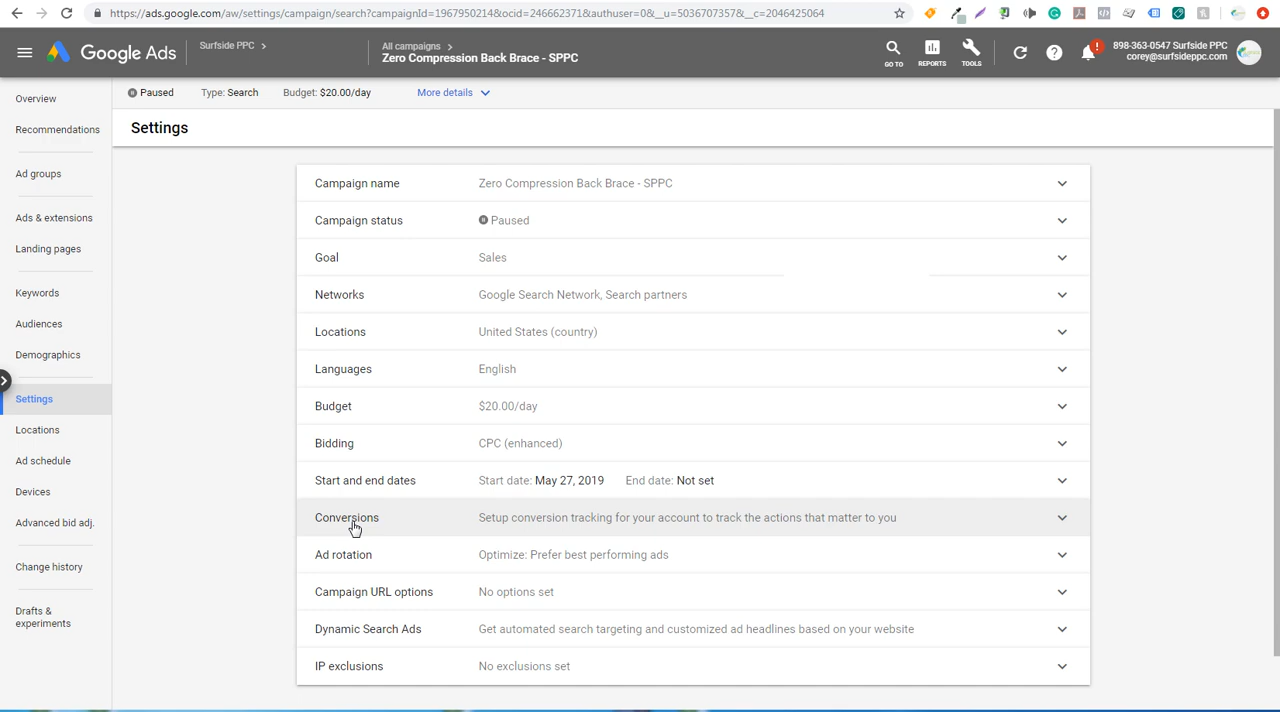 https://ads.google.com/aw/settings/campaign/search?campaignId=1967950214&ocid=246662371&authuser=0&__u=5036707357&__c=2046425064
Google Ads
Surfside PPC >
All campaigns >
Zero Compression Back Brace - SPPC
GO TO
REPORTS
TOOLS
!
898-363-0547 Surfside PPC
corey@surfsideppc.com
Overview
Recommendations
Ad groups
Ads & extensions
Landing pages
Keywords
Audiences
Demographics
Settings
Locations
Ad schedule
Devices
Advanced bid adj.
Change history
Drafts &
experiments
Paused Type: Search Budget: $20.00/day More details
Settings
Campaign name Zero Compression Back Brace - SPPC
Campaign status Paused
Goal Sales
Networks Google Search Network, Search partners
Locations United States (country)
Languages English
Budget $20.00/day
Bidding CPC (enhanced)
Start and end dates Start date: May 27, 2019 End date: Not set
Conversions Setup conversion tracking for your account to track the actions that matter to you
Ad rotation Optimize: Prefer best performing ads
Campaign URL options No options set
Dynamic Search Ads Get automated search targeting and customized ad headlines based on your website
IP exclusions No exclusions set